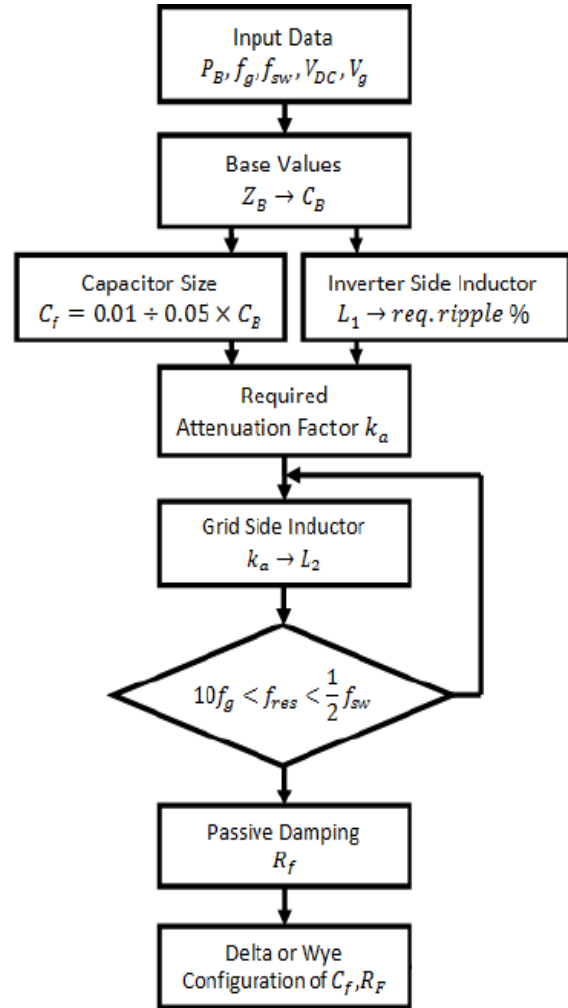 Input Data
P_B, f_g, f_sw, V_DC, V_g
Base Values
Z_B → C_B
Capacitor Size
C_f = 0.01 ÷ 0.05 × C_B
Inverter Side Inductor
L_1 → req. ripple %
Required
Attenuation Factor k_a
Grid Side Inductor
k_a → L_2
10f_g < f_res < 1/2 f_sw
Passive Damping
R_f
Delta or Wye
Configuration of C_f, R_F